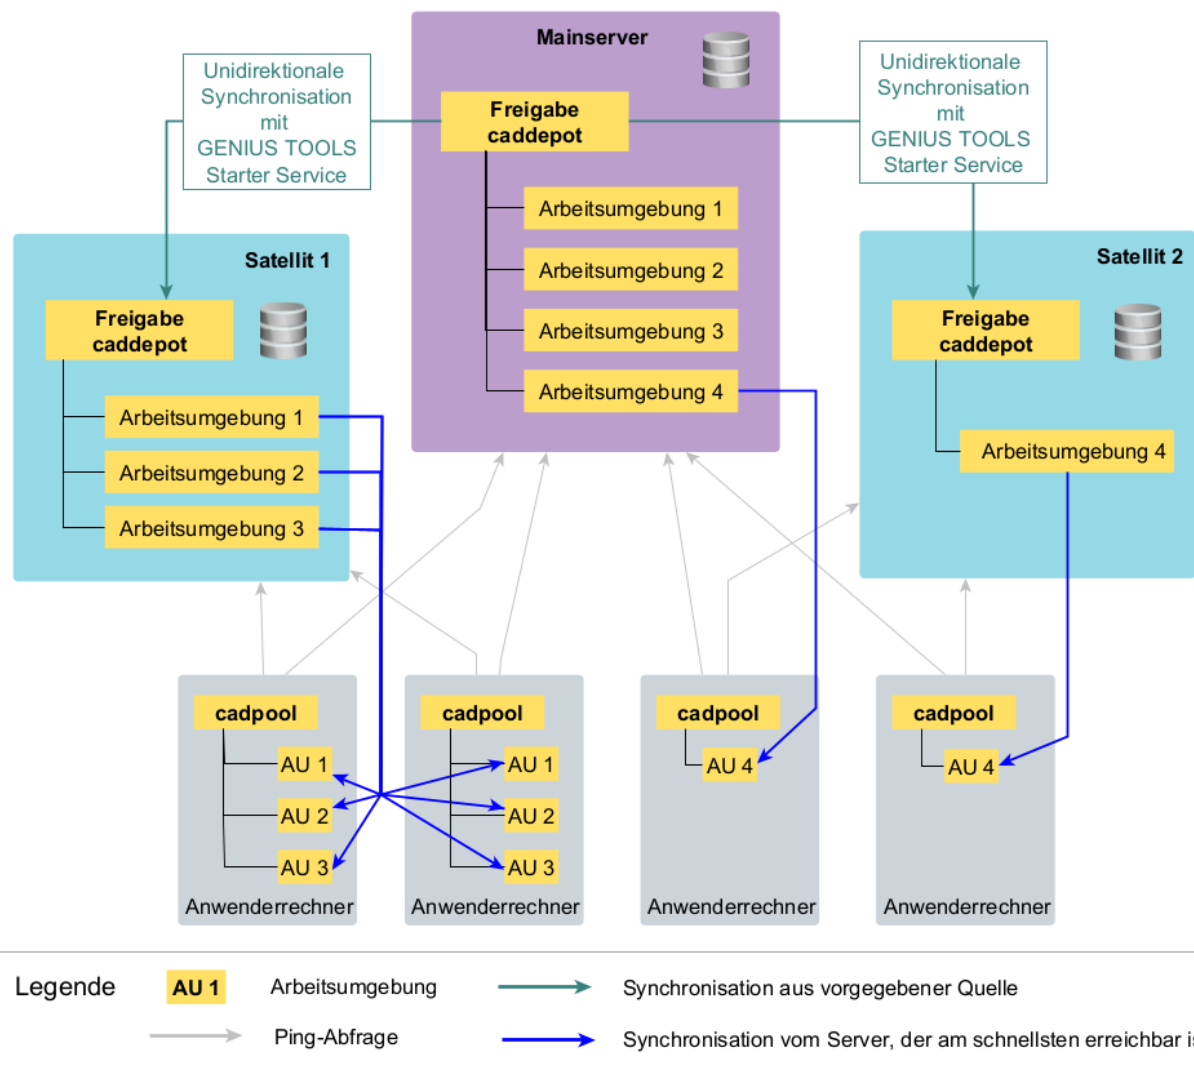 Mainserver
Unidirektionale
Synchronisation
mit
GENIUS TOOLS
Starter Service
Freigabe
caddepot
Unidirektionale
Synchronisation
mit
GENIUS TOOLS
Starter Service
Arbeitsumgebung 1
Arbeitsumgebung 2
Arbeitsumgebung 3
Arbeitsumgebung 4
Satellit 1
Freigabe
caddepot
Arbeitsumgebung 1
Arbeitsumgebung 2
Arbeitsumgebung 3
Satellit 2
Freigabe
caddepot
Arbeitsumgebung 4
cadpool
AU 1
AU 2
AU 3
Anwenderrechner
cadpool
AU 1
AU 2
AU 3
Anwenderrechner
cadpool
AU 4
Anwenderrechner
cadpool
AU 4
Anwenderrechner
Legende
AU 1
Arbeitsumgebung
Synchronisation aus vorgegebener Quelle
Ping-Abfrage
Synchronisation vom Server, der am schnellsten erreichbar